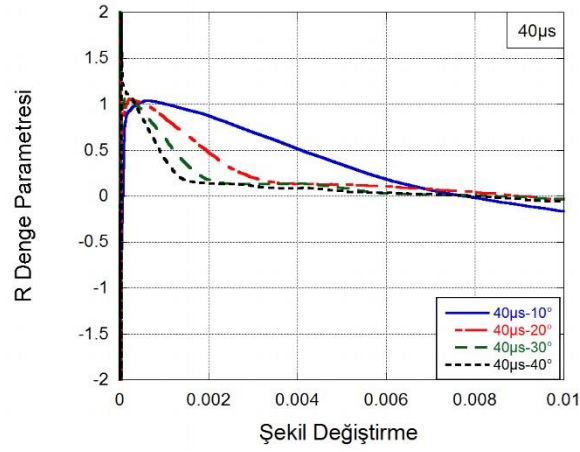 40µs
R Denge Parametresi
2
1.5
1
0.5
0
-0.5
-1
-1.5
-2
40µs-10°
40µs-20°
40µs-30°
40µs-40°
0 0.002 0.004 0.006 0.008 0.01
Şekil Değiştirme